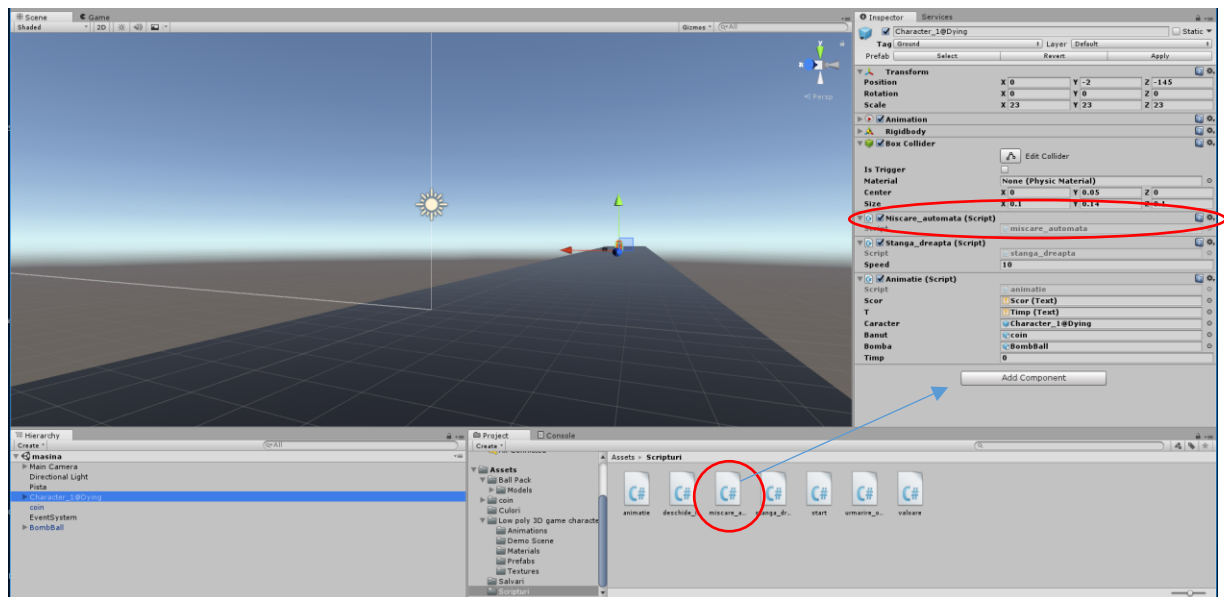 Scene Game
Shaded 2D Gizmos All
Persp
y
x
Inspector Services
Character_1@Dying Static
Tag Ground Layer Default
Prefab Select Revert Apply
Transform
Position X 0 Y -2 Z -145
Rotation X 0 Y 0 Z 0
Scale X 23 Y 23 Z 23
Animation
Rigidbody
Box Collider
Edit Collider
Is Trigger
Material None (Physic Material)
Center X 0 Y 0.05 Z 0
Size X 0.1 Y 0.14 Z 0.1
Miscare_automata (Script)
Script miscare_automata
Stanga_dreapta (Script)
Script stanga_dreapta
Speed 10
Animatie (Script)
Script animatie
Scor Scor (Text)
T Timp (Text)
Caracter Character_1@Dying
Banut coin
Bomba BombBall
Timp 0
Add Component
Hierarchy
Create All
masina
Main Camera
Directional Light
Pista
Character_1@Dying
coin
EventSystem
BombBall
Project Console
Create
Assets
Ball Pack
Models
coin
Culori
Low poly 3D game characte
Animations
Demo Scene
Materials
Prefabs
Textures
Salvari
Scripturi
Assets Scripturi
C# C# C# C# C# C# C#
animatie miscare_a... start urmarire_o... valoare